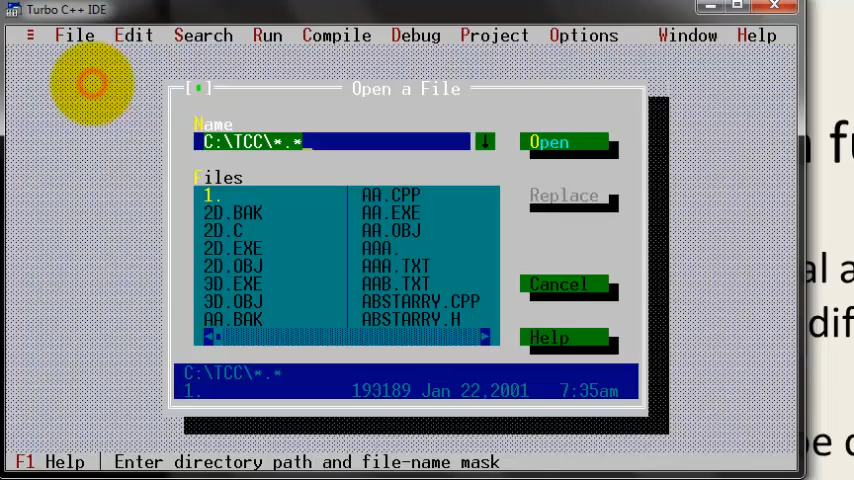 Turbo C++ IDE
≡ File Edit Search Run Compile Debug Project Options Window Help
Open a File
Name
C:\TCC\*.*
Open
Files
1. AA.CPP
Replace
2D.BAK AA.EXE
2D.C AA.OBJ
2D.EXE AAA.
2D.OBJ AAA.TXT
3D.EXE AAB.TXT
Cancel
3D.OBJ ABSTARRY.CPP
AA.BAK ABSTARRY.H
Help
C:\TCC\*.*
1. 193189 Jan 22,2001 7:35am
F1 Help | Enter directory path and file-name mask